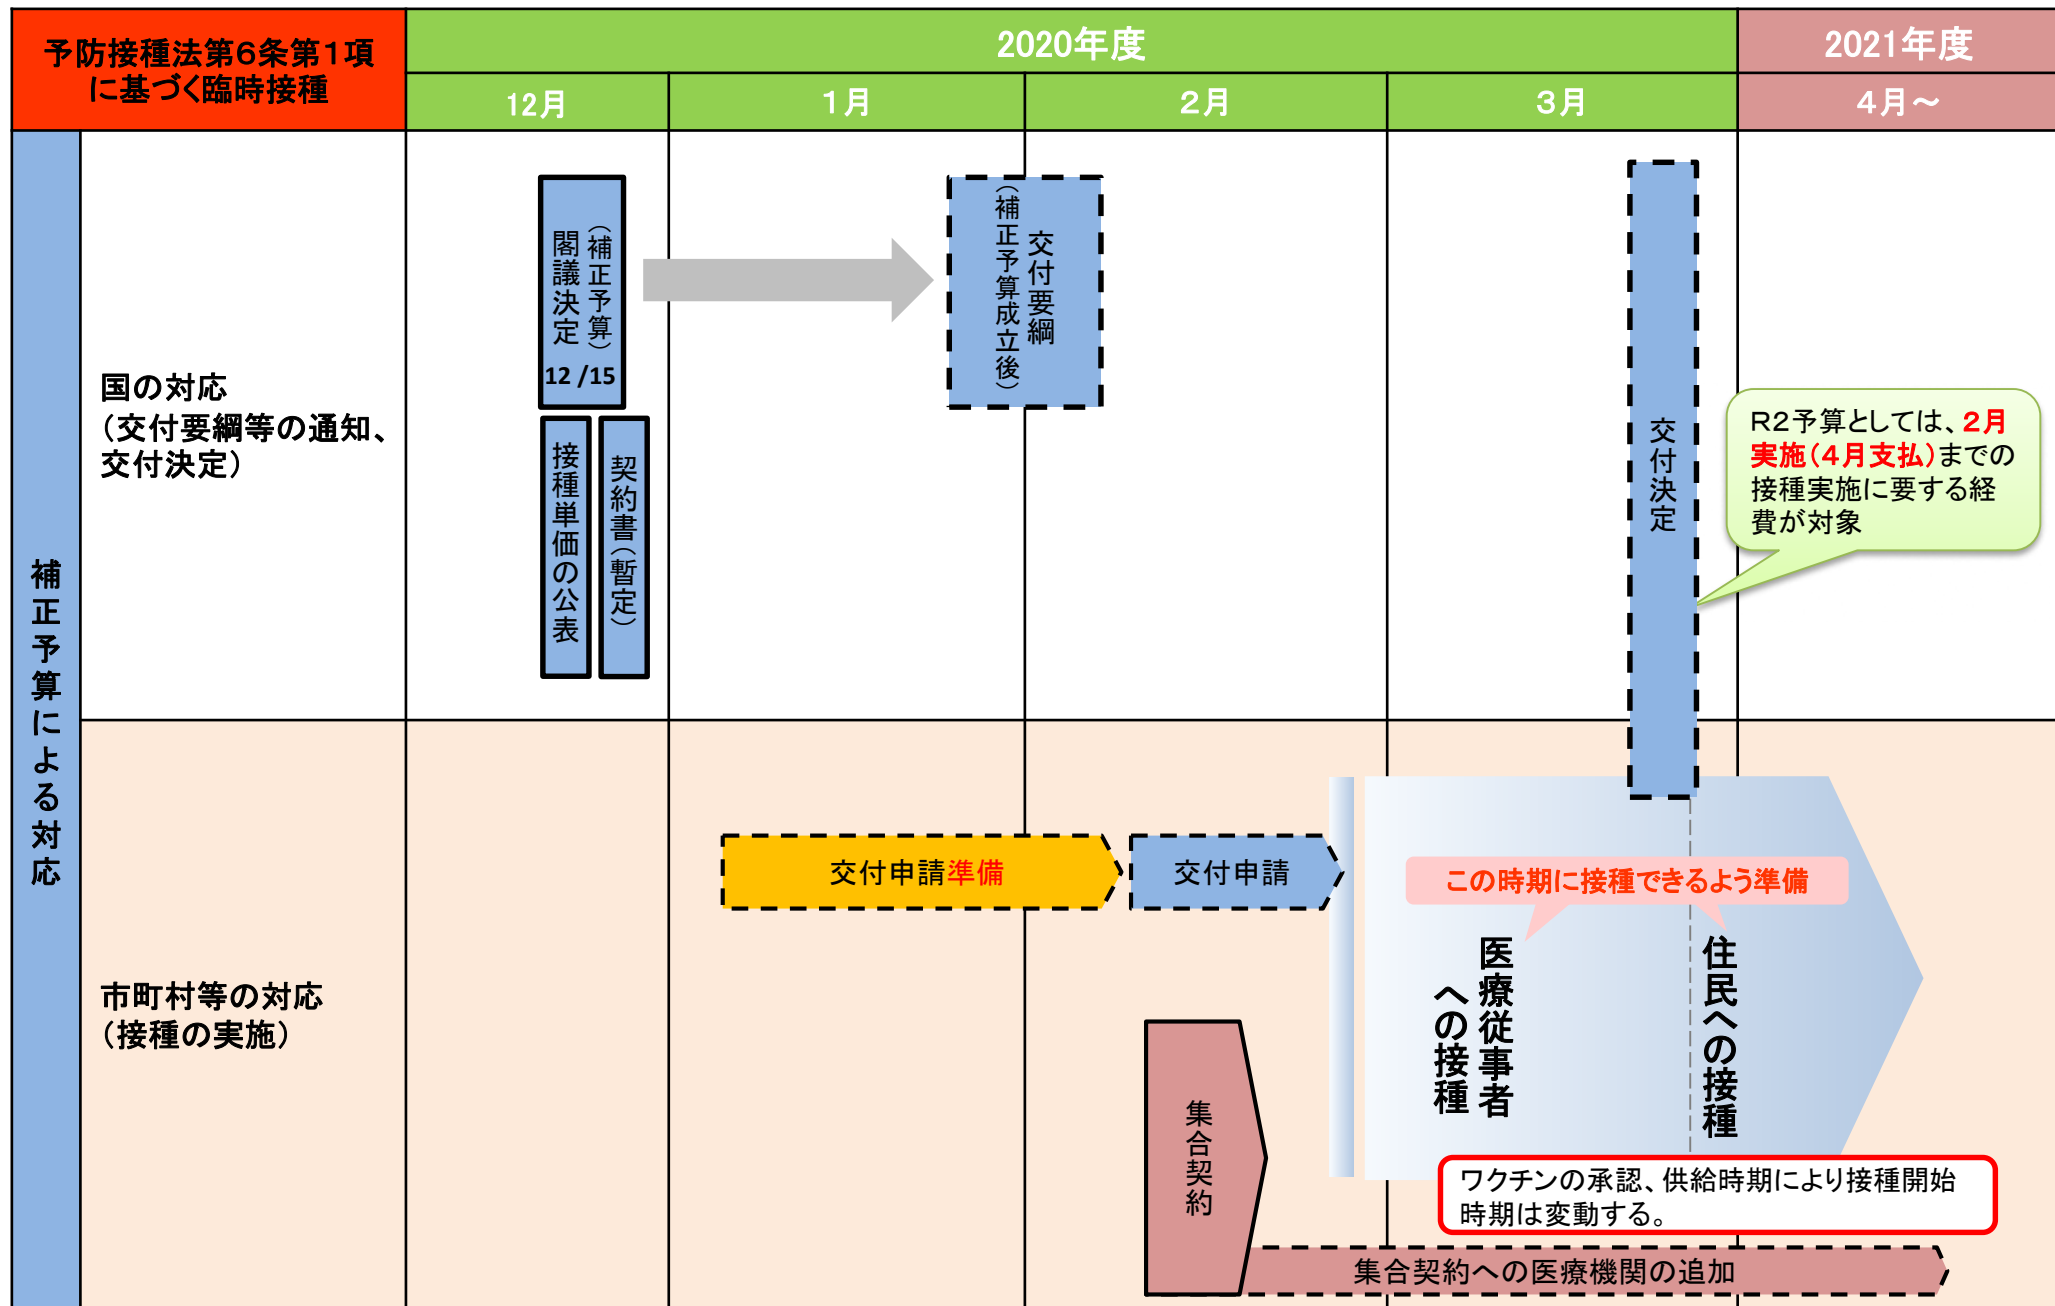 予防接種法第6条第1項
に基づく臨時接種
2020年度
2021年度
12月
1月
2月
3月
4月～
補正予算による対応
国の対応
（交付要綱等の通知、
交付決定）
（補正予算）
閣議決定
12/15
接種単価の公表
契約書（暫定）
交付要綱
（補正予算成立後）
交付決定
R2予算としては、2月
実施（4月支払）までの
接種実施に要する経
費が対象
市町村等の対応
（接種の実施）
交付申請準備
交付申請
この時期に接種できるよう準備
医療従事者
への接種
住民への接種
集合契約
ワクチンの承認、供給時期により接種開始
時期は変動する。
集合契約への医療機関の追加